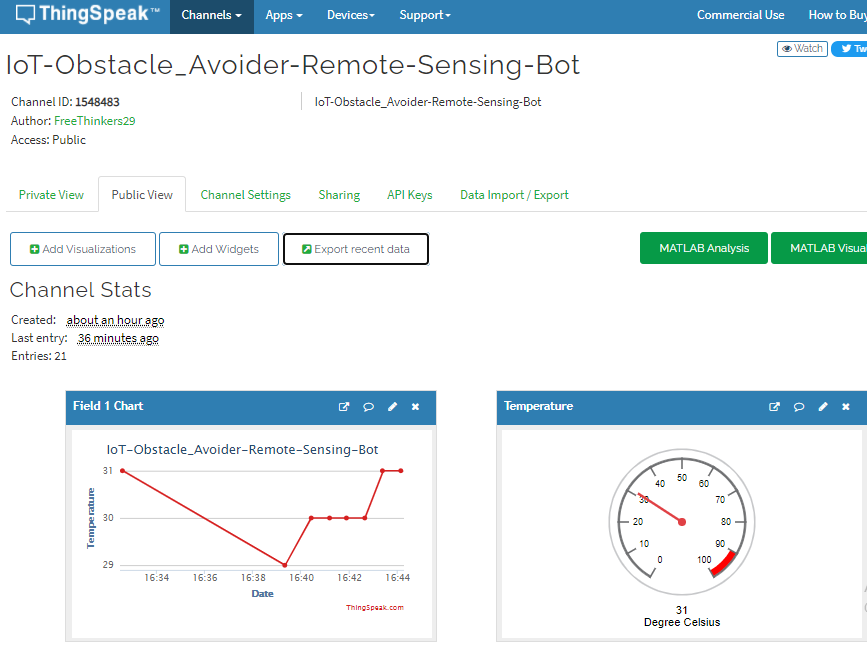 ThingSpeak™ Channels Apps Devices Support Commercial Use How to Buy
Watch Tw
IoT-Obstacle_Avoider-Remote-Sensing-Bot
Channel ID: 1548483
Author: FreeThinkers29
Access: Public
IoT-Obstacle_Avoider-Remote-Sensing-Bot
Private View Public View Channel Settings Sharing API Keys Data Import / Export
Add Visualizations Add Widgets Export recent data MATLAB Analysis MATLAB Visua
Channel Stats
Created: about an hour ago
Last entry: 36 minutes ago
Entries: 21
Field 1 Chart
IoT-Obstacle_Avoider-Remote-Sensing-Bot
31
30
29
Temperature
16:34 16:36 16:38 16:40 16:42 16:44
Date
ThingSpeak.com
Temperature
0 10 20 30 40 50 60 70 80 90 100
31
Degree Celsius